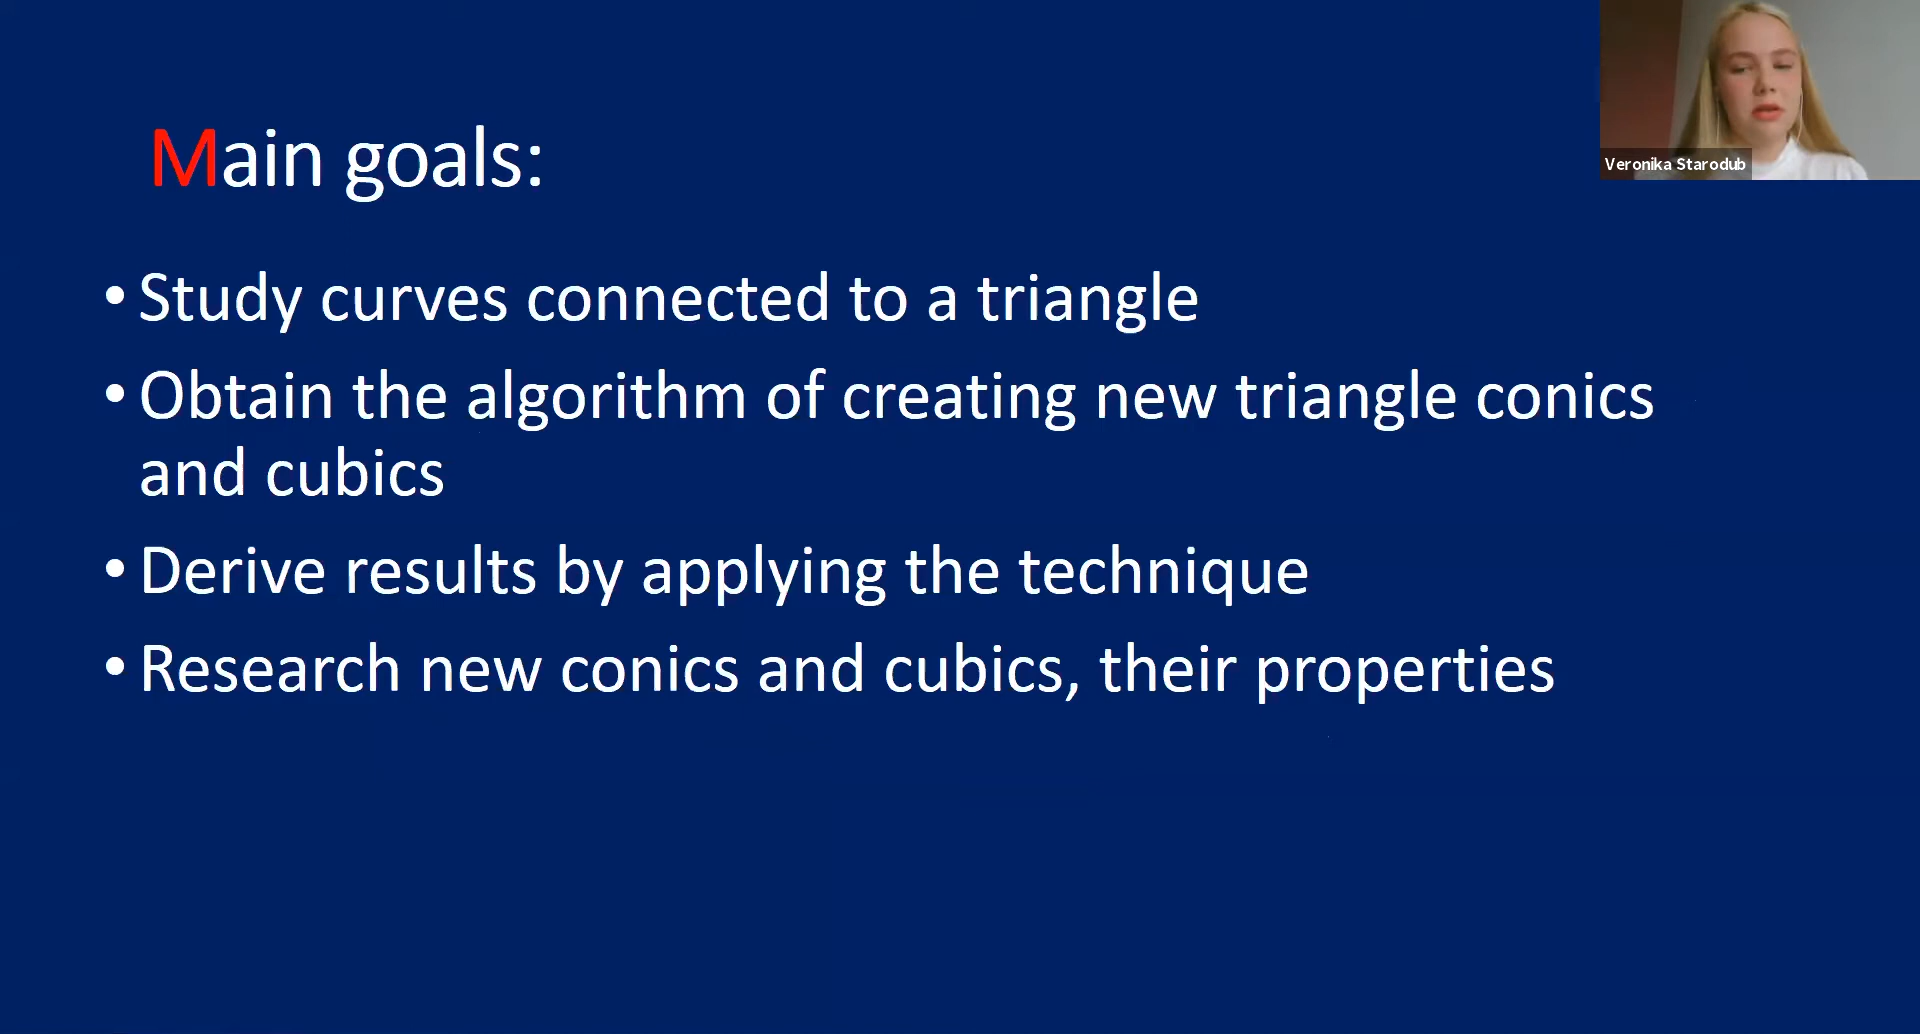 Veronika Starodub
Main goals:
• Study curves connected to a triangle
• Obtain the algorithm of creating new triangle conics
and cubics
• Derive results by applying the technique
• Research new conics and cubics, their properties